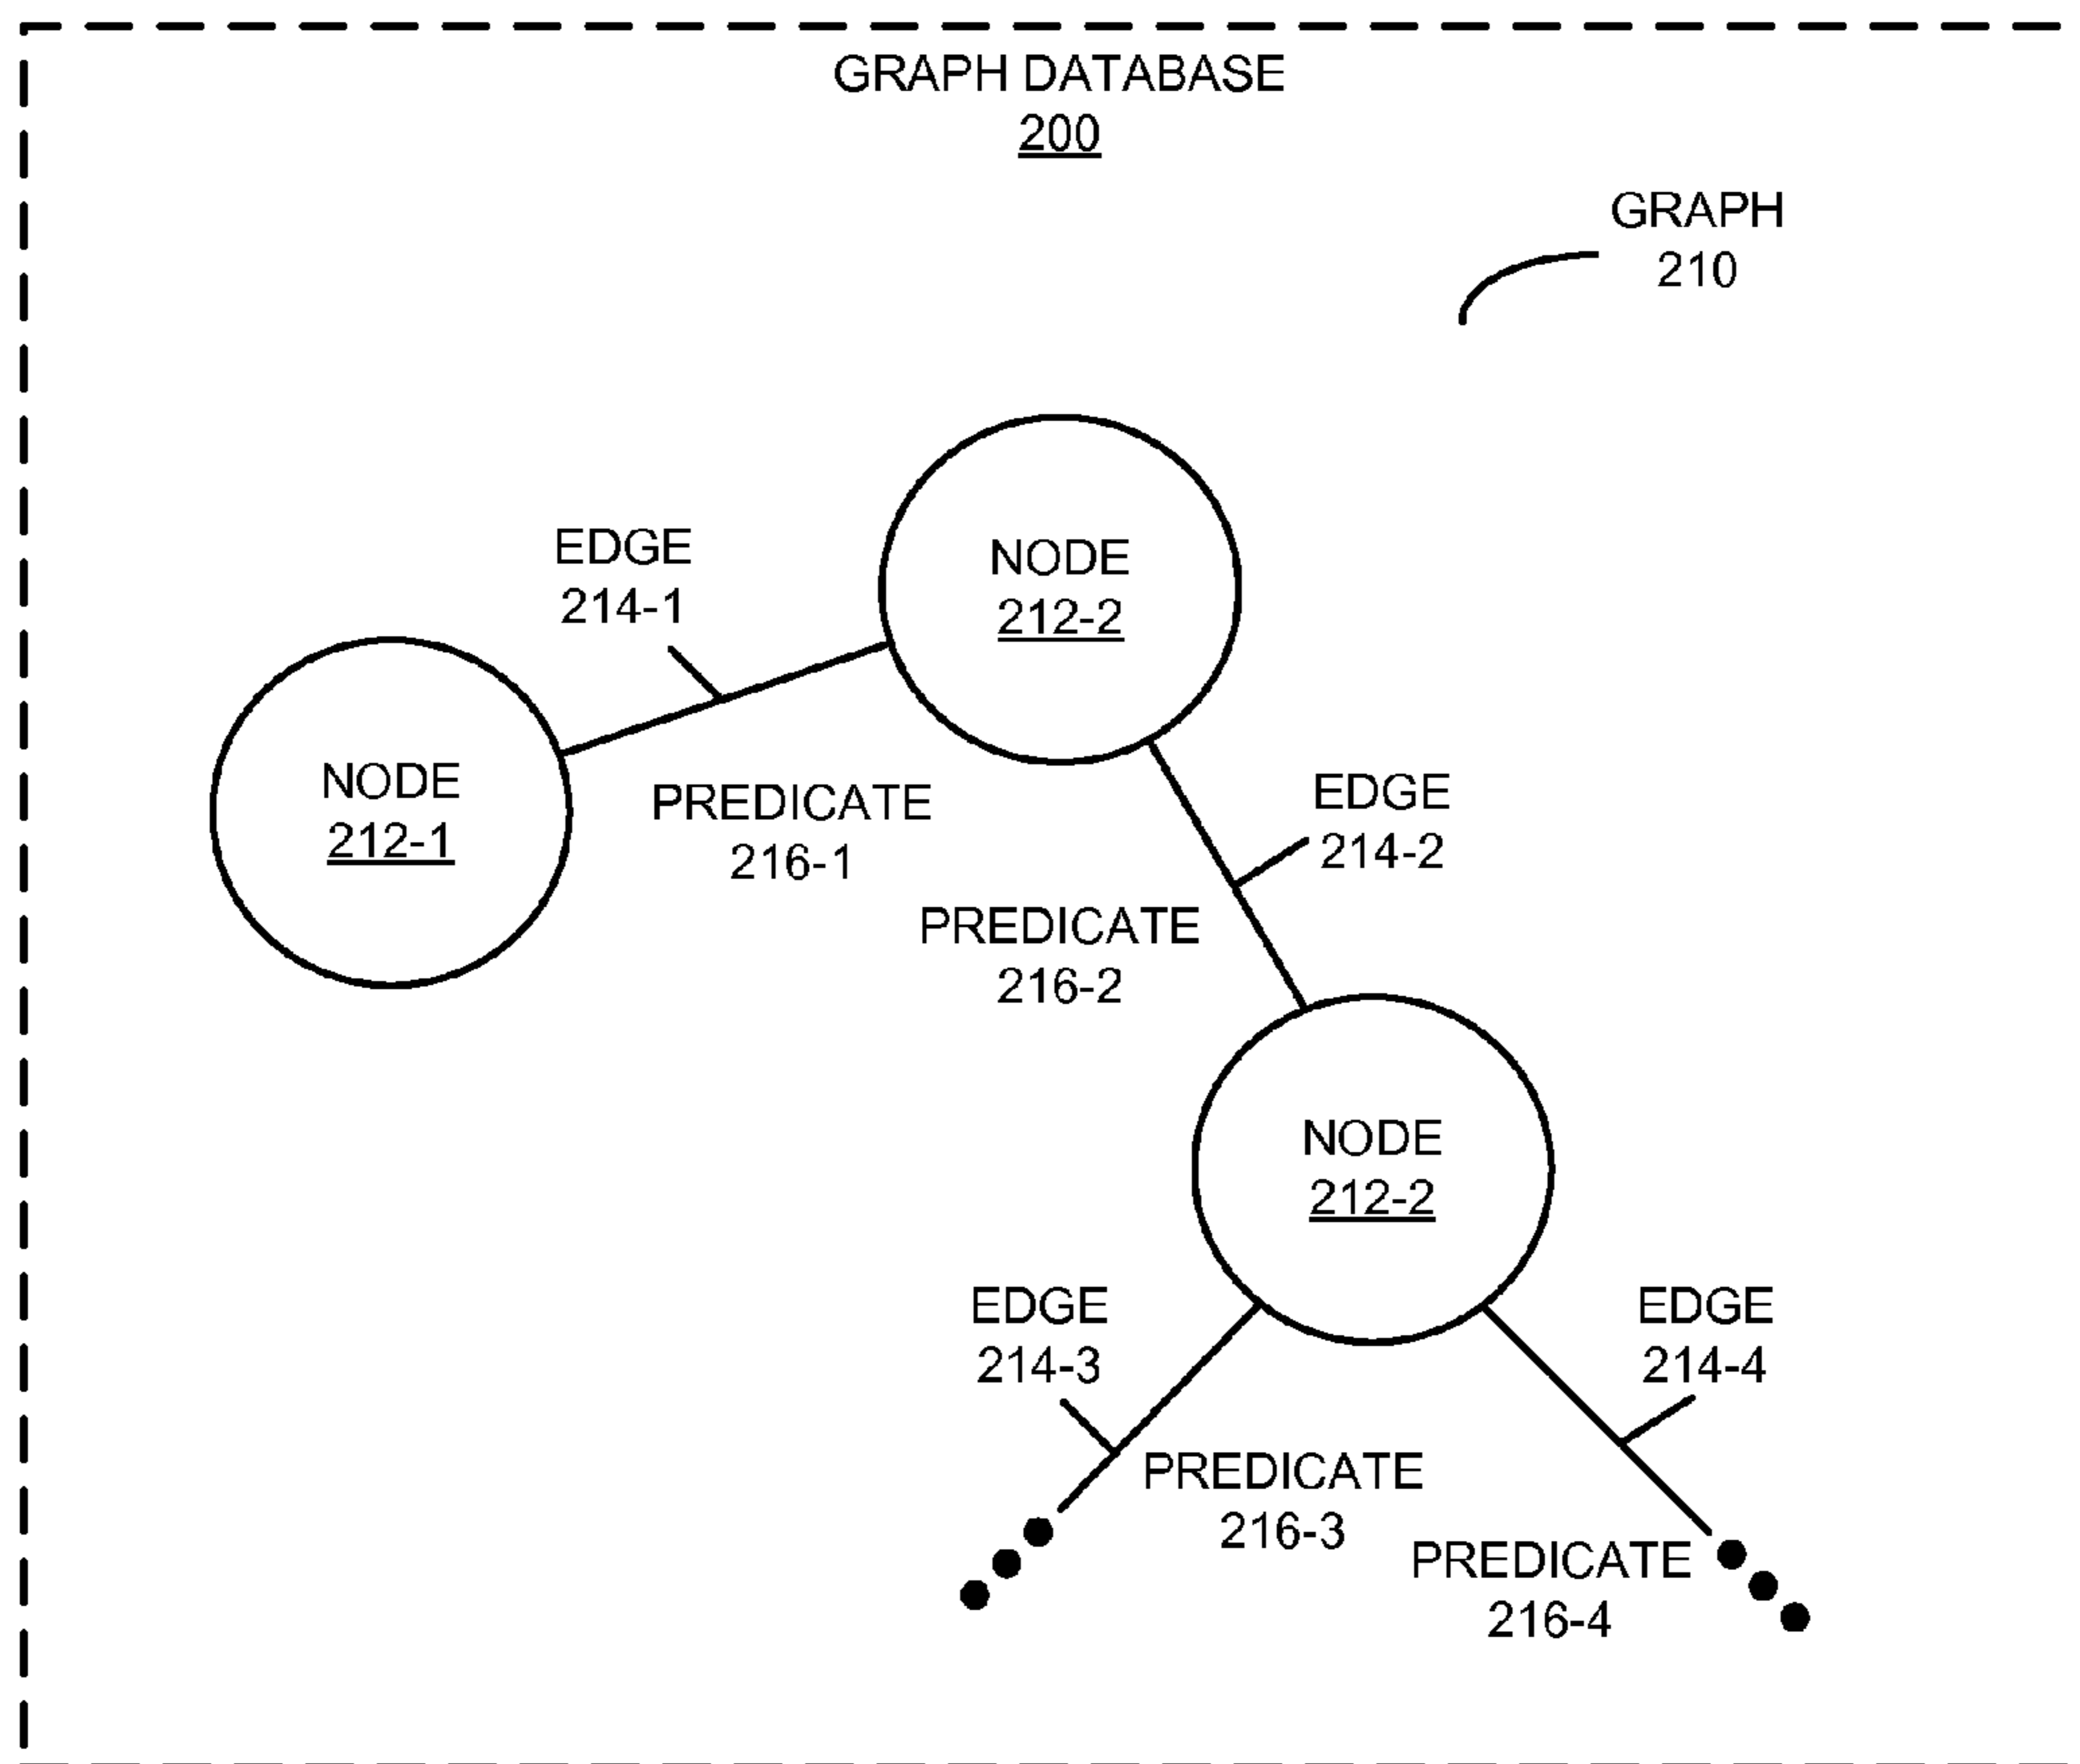 GRAPH DATABASE
200
GRAPH
210
EDGE
214-1
NODE
212-2
NODE
212-1
PREDICATE
216-1
EDGE
214-2
PREDICATE
216-2
NODE
212-2
EDGE
214-3
EDGE
214-4
PREDICATE
216-3
PREDICATE
216-4